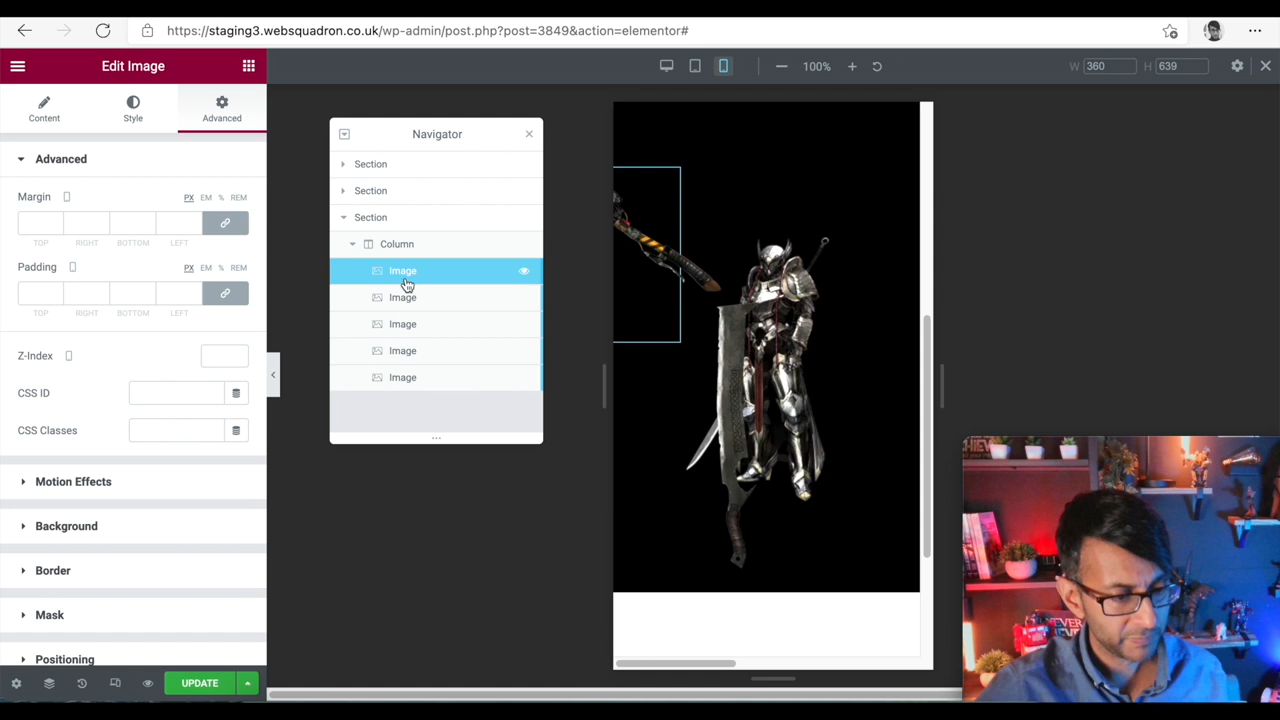 https://staging3.websquadron.co.uk/wp-admin/post.php?post=3849&action=elementor#
Edit Image
100%
W 360 H 639
Content Style Advanced
Navigator
Advanced
Section
Section
Section
Column
Image
Image
Image
Image
Image
Margin PX EM % REM
TOP RIGHT BOTTOM LEFT
Padding PX EM % REM
TOP RIGHT BOTTOM LEFT
Z-Index
CSS ID
CSS Classes
Motion Effects
Background
Border
Mask
Positioning
UPDATE